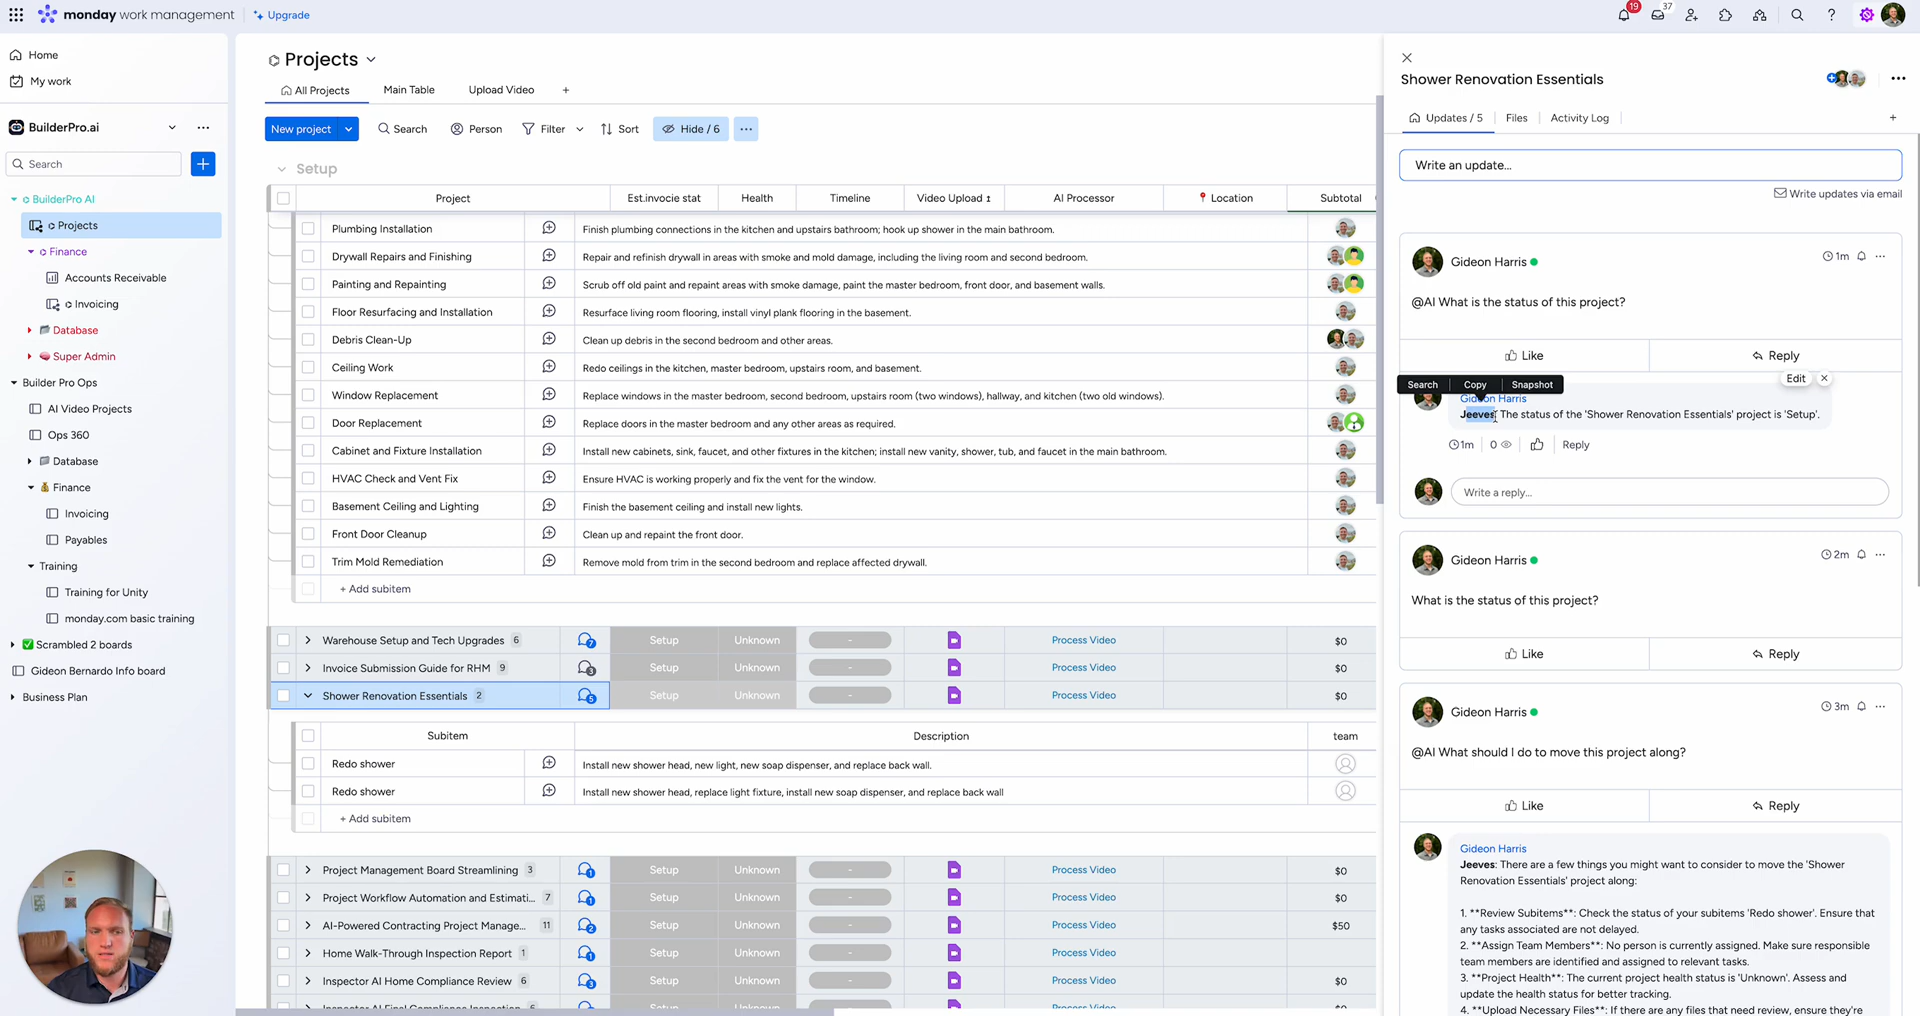 monday work management
Upgrade
19
37
Home
My work
BuilderPro.ai
Search
BuilderPro AI
Projects
Finance
Accounts Receivable
Invoicing
Database
Super Admin
Builder Pro Ops
AI Video Projects
Ops 360
Database
Finance
Invoicing
Payables
Training
Training for Unity
monday.com basic training
Scrambled 2 boards
Gideon Bernardo Info board
Business Plan
Projects
All Projects
Main Table
Upload Video
New project
Search
Person
Filter
Sort
Hide / 6
Setup
Project
Est.invocie stat
Health
Timeline
Video Upload
AI Processor
Location
Subtotal
Plumbing Installation
Finish plumbing connections in the kitchen and upstairs bathroom; hook up shower in the main bathroom.
Drywall Repairs and Finishing
Repair and refinish drywall in areas with smoke and mold damage, including the living room and second bedroom.
Painting and Repainting
Scrub off old paint and repaint areas with smoke damage, paint the master bedroom, front door, and basement walls.
Floor Resurfacing and Installation
Resurface living room flooring, install vinyl plank flooring in the basement.
Debris Clean-Up
Clean up debris in the second bedroom and other areas.
Ceiling Work
Redo ceilings in the kitchen, master bedroom, upstairs room, and basement.
Window Replacement
Replace windows in the master bedroom, second bedroom, upstairs room (two windows), hallway, and kitchen (two old windows).
Door Replacement
Replace doors in the master bedroom and any other areas as required.
Cabinet and Fixture Installation
Install new cabinets, sink, faucet, and other fixtures in the kitchen; install new vanity, shower, tub, and faucet in the main bathroom.
HVAC Check and Vent Fix
Ensure HVAC is working properly and fix the vent for the window.
Basement Ceiling and Lighting
Finish the basement ceiling and install new lights.
Front Door Cleanup
Clean up and repaint the front door.
Trim Mold Remediation
Remove mold from trim in the second bedroom and replace affected drywall.
+ Add subitem
Warehouse Setup and Tech Upgrades 6
7
Setup
Unknown
-
Process Video
$0
Invoice Submission Guide for RHM 9
3
Setup
Unknown
-
Process Video
$0
Shower Renovation Essentials 2
5
Setup
Unknown
-
Process Video
$0
Subitem
Description
team
Redo shower
Install new shower head, new light, new soap dispenser, and replace back wall.
Redo shower
Install new shower head, replace light fixture, install new soap dispenser, and replace back wall
+ Add subitem
Project Management Board Streamlining 3
1
Setup
Unknown
-
Process Video
$0
Project Workflow Automation and Estimati... 7
1
Setup
Unknown
-
Process Video
$0
AI-Powered Contracting Project Manage... 11
2
Setup
Unknown
-
Process Video
$50
Home Walk-Through Inspection Report 1
1
Setup
Unknown
-
Process Video
Inspector AI Home Compliance Review 6
3
Setup
Unknown
-
Process Video
$0
Inspector AI Final Compliance Inspection 6
Setup
Unknown
Process Video
$0
Shower Renovation Essentials
Updates / 5
Files
Activity Log
Write an update...
Write updates via email
Gideon Harris
1m
@AI What is the status of this project?
Like
Reply
Search
Copy
Snapshot
Edit
Gideon Harris
Jeeves: The status of the 'Shower Renovation Essentials' project is 'Setup'.
1m
0
Reply
Write a reply...
Gideon Harris
2m
What is the status of this project?
Like
Reply
Gideon Harris
3m
@AI What should I do to move this project along?
Like
Reply
Gideon Harris
Jeeves: There are a few things you might want to consider to move the 'Shower
Renovation Essentials' project along:
1. **Review Subitems**: Check the status of your subitems 'Redo shower'. Ensure that
any tasks associated are not delayed.
2. **Assign Team Members**: No person is currently assigned. Make sure responsible
team members are identified and assigned to relevant tasks.
3. **Project Health**: The current project health status is 'Unknown'. Assess and
update the health status for better tracking.
4. **Upload Necessary Files**: If there are any files that need review, ensure they're